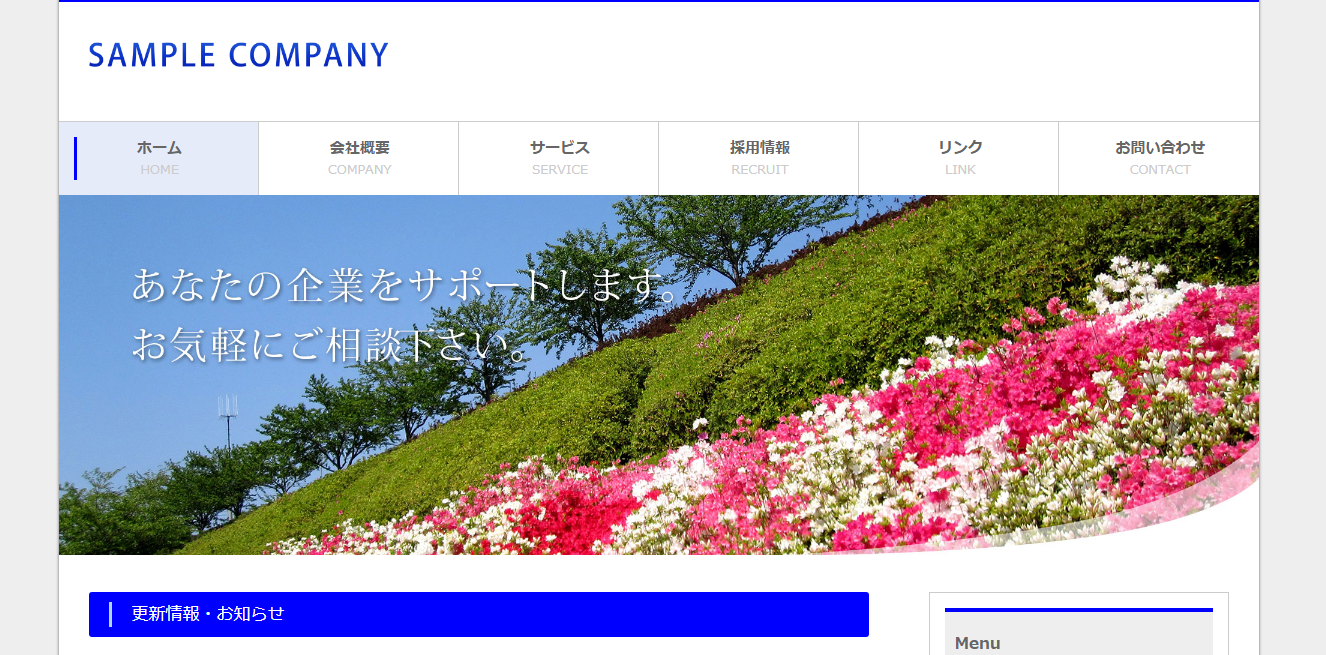 SAMPLE COMPANY
ホーム
HOME
会社概要
COMPANY
サービス
SERVICE
採用情報
RECRUIT
リンク
LINK
お問い合わせ
CONTACT
あなたの企業をサポートします。
お気軽にご相談下さい。
更新情報・お知らせ
Menu